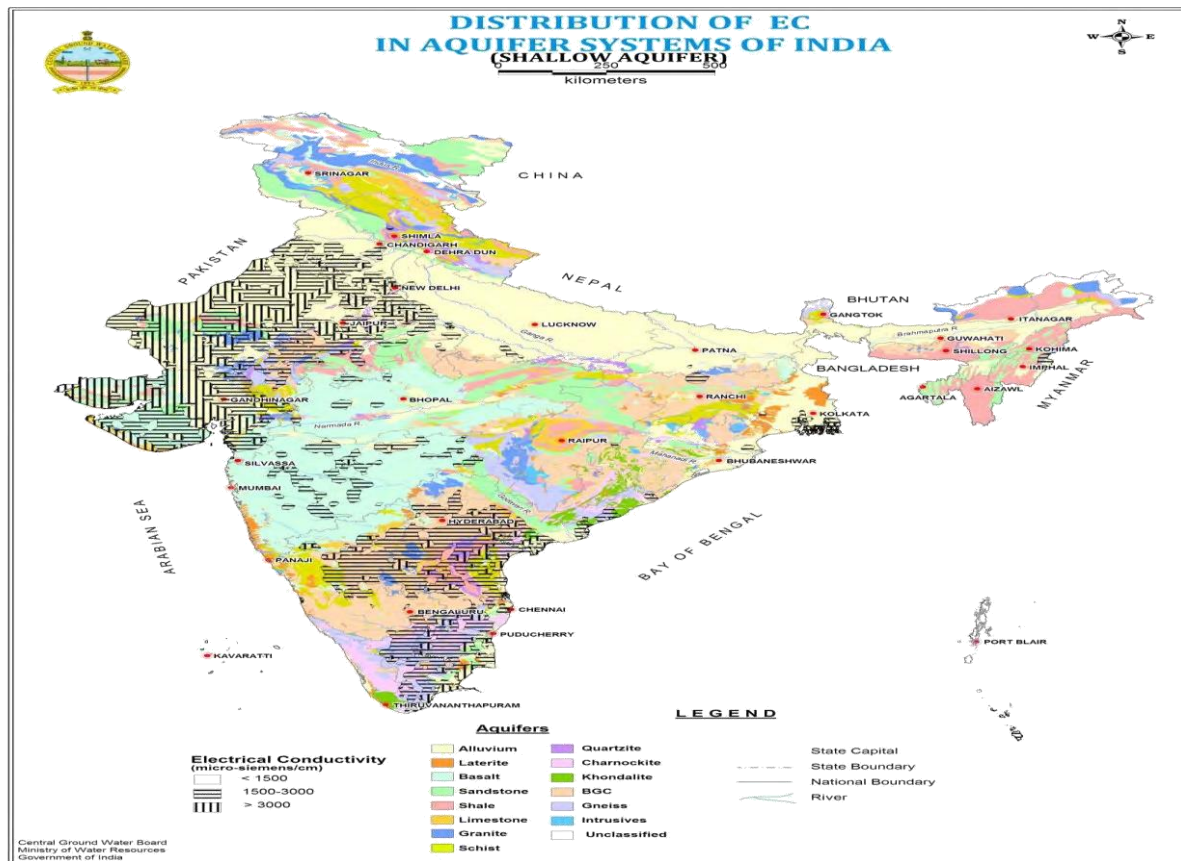 DISTRIBUTION OF EC
IN AQUIFER SYSTEMS OF INDIA
(SHALLOW AQUIFER)
0 250 500
kilometers
N
W E
S
CHINA
SRINAGAR
SHIMLA
CHANDIGARH
DEHRA DUN
PAKISTAN
NEPAL
NEW DELHI
BHUTAN
GANGTOK
ITANAGAR
JAIPUR
LUCKNOW
Ganga R.
Brahmaputra R.
GUWAHATI
PATNA
SHILLONG
KOHIMA
BANGLADESH
IMPHAL
MYANMAR
GANDHINAGAR
BHOPAL
RANCHI
AGARTALA
AIZAWL
KOLKATA
Narmada R.
RAIPUR
Mahanadi R.
SILVASSA
BHUBANESHWAR
MUMBAI
HYDERABAD
ARABIAN SEA
BAY OF BENGAL
PANAJI
BENGALURU
CHENNAI
PUDUCHERRY
KAVARATTI
PORT BLAIR
THIRUVANANTHAPURAM
LEGEND
Aquifers
Electrical Conductivity
(micro-siemens/cm)
< 1500
1500-3000
> 3000
Alluvium
Laterite
Basalt
Sandstone
Shale
Limestone
Granite
Schist
Quartzite
Charnockite
Khondalite
BGC
Gneiss
Intrusives
Unclassified
State Capital
State Boundary
National Boundary
River
Central Ground Water Board
Ministry of Water Resources
Government of India